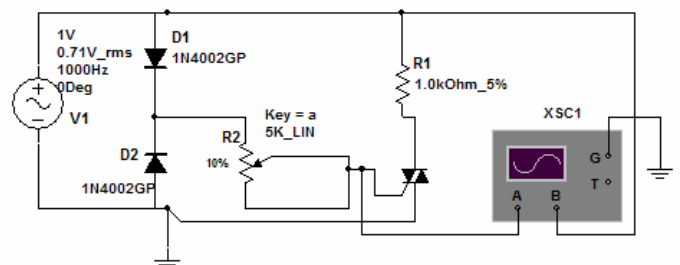 1V
0.71V_rms
1000Hz
0Deg
V1
D1
1N4002GP
D2
1N4002GP
R2
10%
Key = a
5K_LIN
R1
1.0kOhm_5%
XSC1
G
T
A B